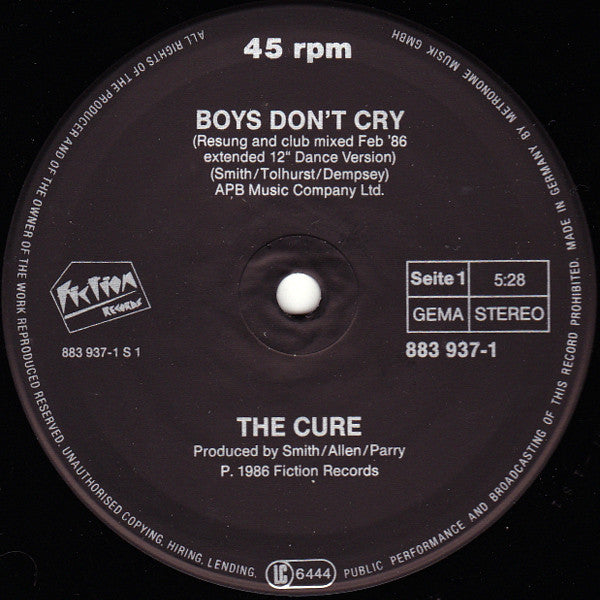 45 rpm
BOYS DON'T CRY
(Resung and club mixed Feb '86
extended 12" Dance Version)
(Smith/Tolhurst/Dempsey)
APB Music Company Ltd.
FICTION
RECORDS
883 937-1 S 1
Seite 1 5:28
GEMA STEREO
883 937-1
THE CURE
Produced by Smith/Allen/Parry
P. 1986 Fiction Records
ALL RIGHTS OF THE PRODUCER AND OF THE OWNER OF THE WORK REPRODUCED RESERVED. UNAUTHORISED COPYING, HIRING, LENDING, LC 6444 PUBLIC PERFORMANCE AND BROADCASTING OF THIS RECORD PROHIBITED. MADE IN GERMANY BY METRONOME MUSIK GMBH